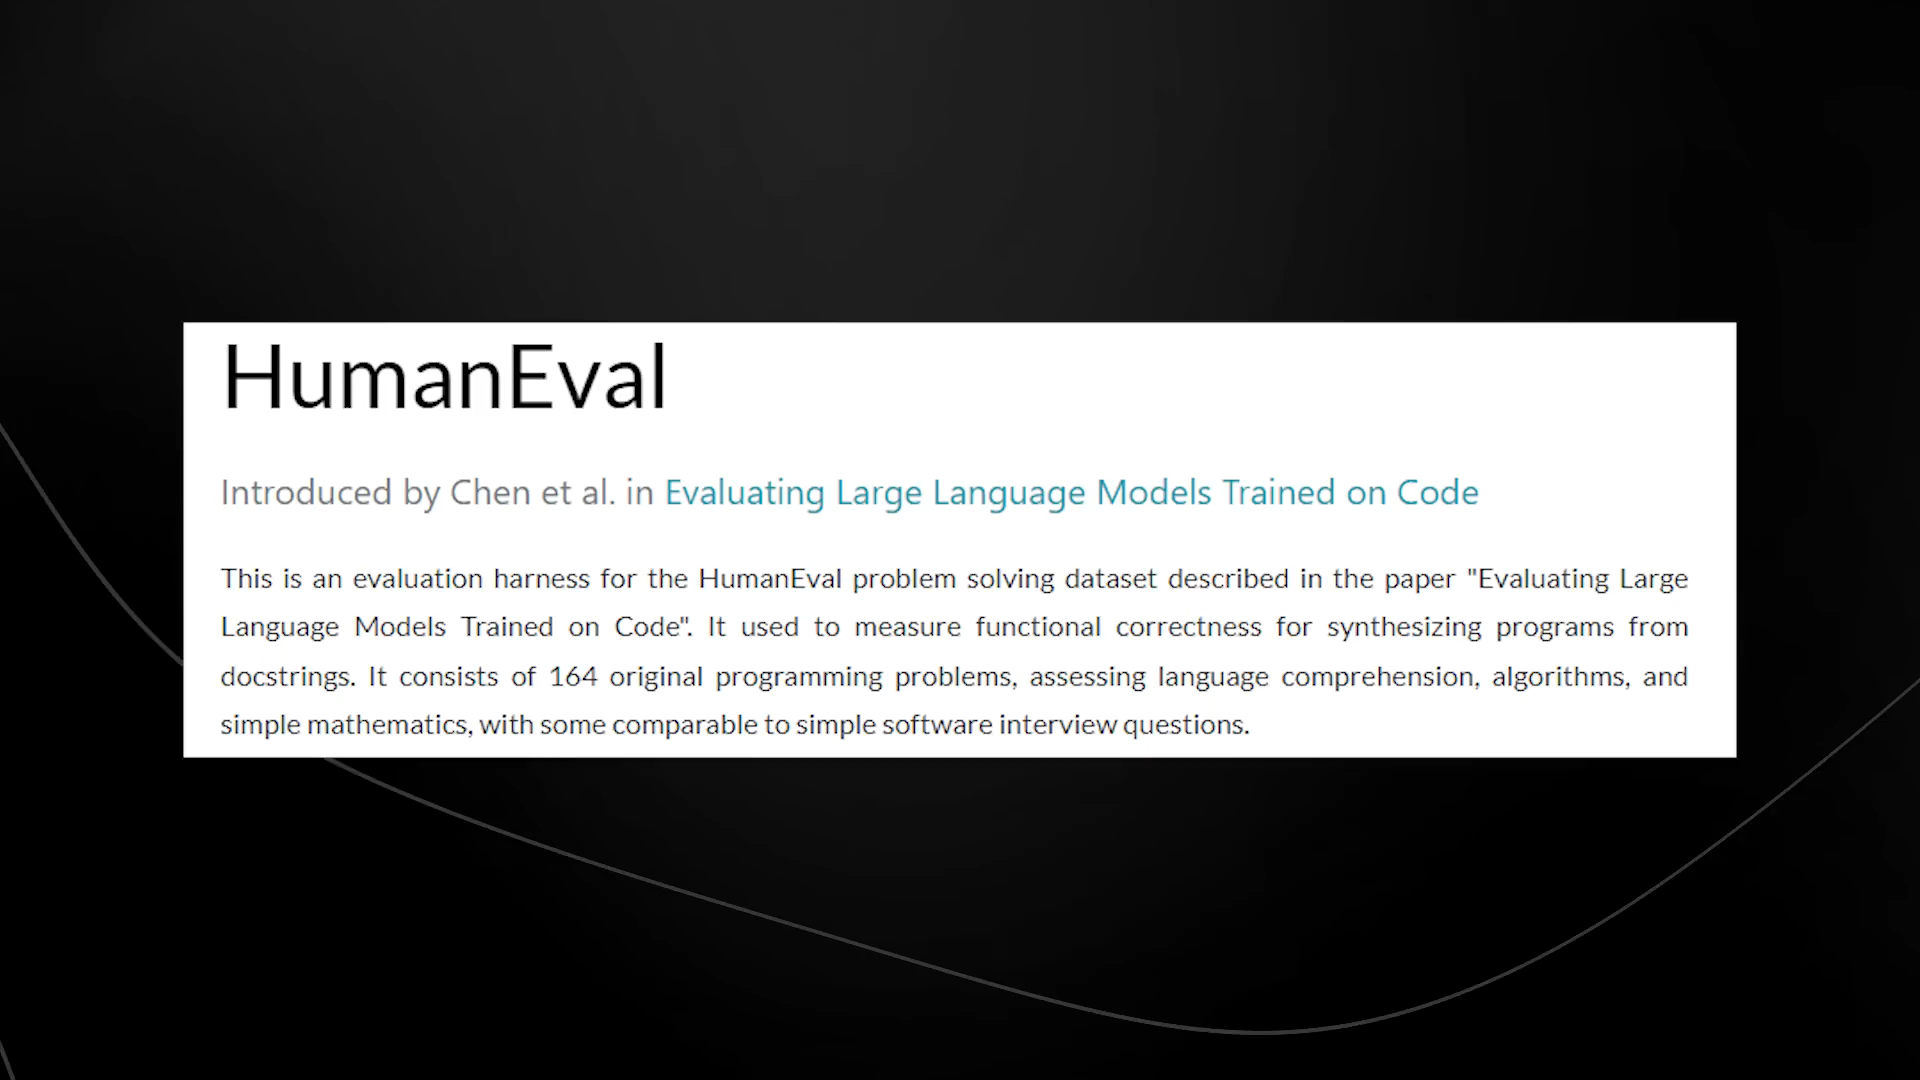 HumanEval
Introduced by Chen et al. in Evaluating Large Language Models Trained on Code
This is an evaluation harness for the HumanEval problem solving dataset described in the paper "Evaluating Large
Language Models Trained on Code". It used to measure functional correctness for synthesizing programs from
docstrings. It consists of 164 original programming problems, assessing language comprehension, algorithms, and
simple mathematics, with some comparable to simple software interview questions.